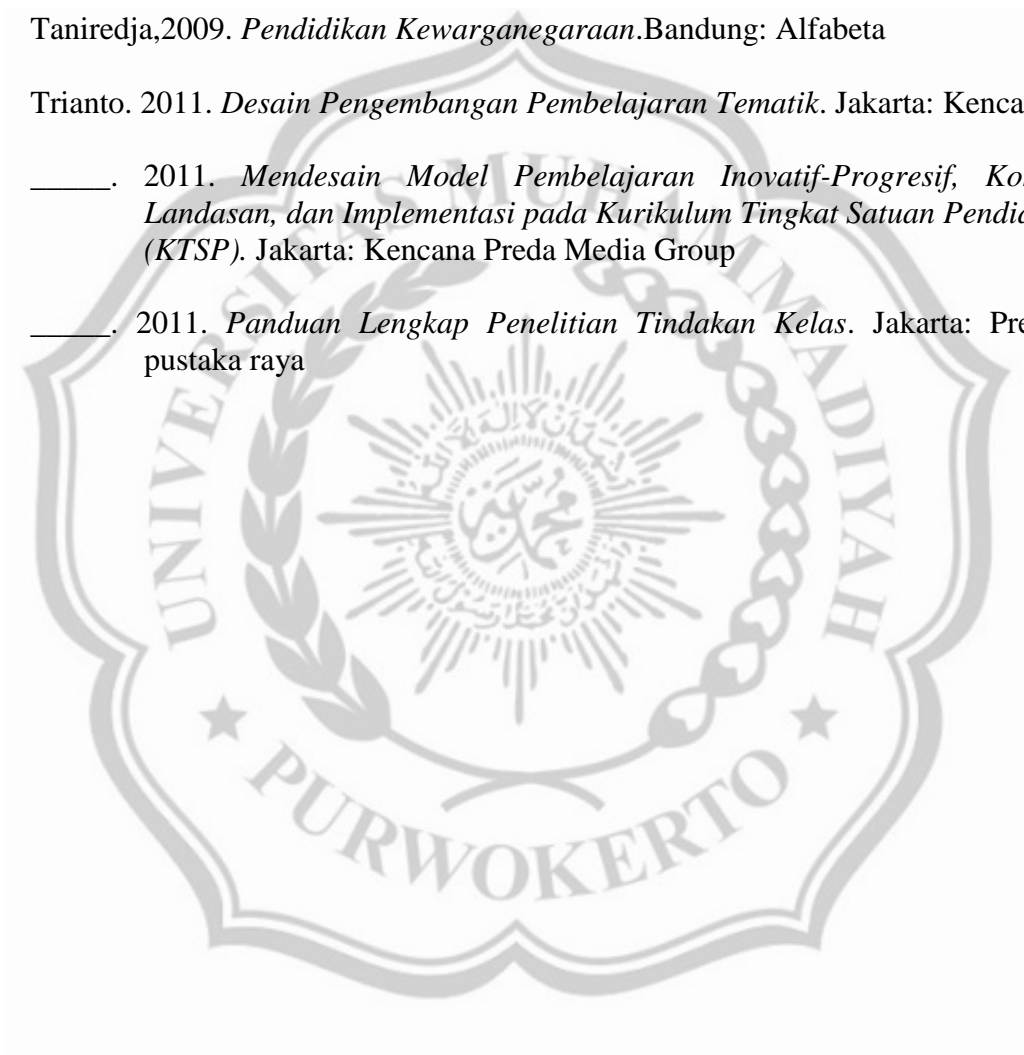 Taniredja,2009. Pendidikan Kewarganegaraan.Bandung: Alfabeta
Trianto. 2011. Desain Pengembangan Pembelajaran Tematik. Jakarta: Kenca
_____. 2011. Mendesain Model Pembelajaran Inovatif-Progresif, Ko
Landasan, dan Implementasi pada Kurikulum Tingkat Satuan Pendi
(KTSP). Jakarta: Kencana Preda Media Group
_____. 2011. Panduan Lengkap Penelitian Tindakan Kelas. Jakarta: Pre
pustaka raya
UNIVERSITAS MUHAMMADIYAH
PURWOKERTO